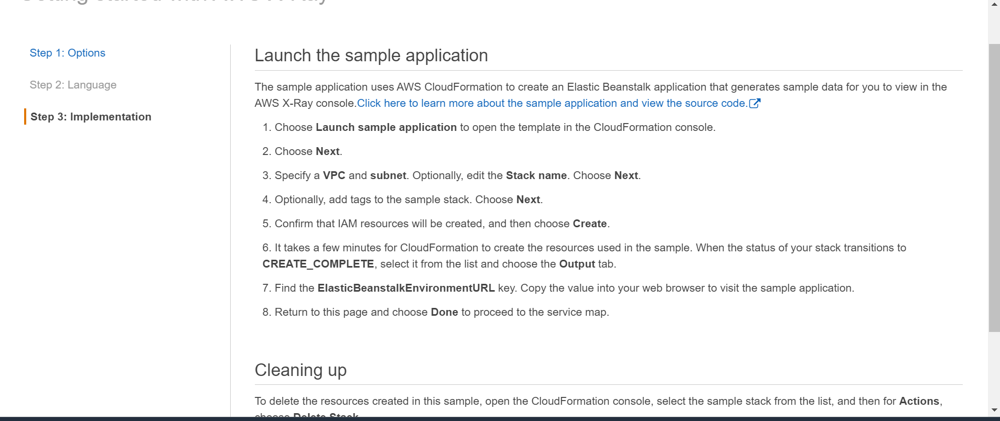 Getting started with AWS X-Ray
Step 1: Options
Step 2: Language
Step 3: Implementation
Launch the sample application
The sample application uses AWS CloudFormation to create an Elastic Beanstalk application that generates sample data for you to view in the
AWS X-Ray console.Click here to learn more about the sample application and view the source code.
1. Choose Launch sample application to open the template in the CloudFormation console.
2. Choose Next.
3. Specify a VPC and subnet. Optionally, edit the Stack name. Choose Next.
4. Optionally, add tags to the sample stack. Choose Next.
5. Confirm that IAM resources will be created, and then choose Create.
6. It takes a few minutes for CloudFormation to create the resources used in the sample. When the status of your stack transitions to
CREATE_COMPLETE, select it from the list and choose the Output tab.
7. Find the ElasticBeanstalkEnvironmentURL key. Copy the value into your web browser to visit the sample application.
8. Return to this page and choose Done to proceed to the service map.
Cleaning up
To delete the resources created in this sample, open the CloudFormation console, select the sample stack from the list, and then for Actions,
choose Delete Stack